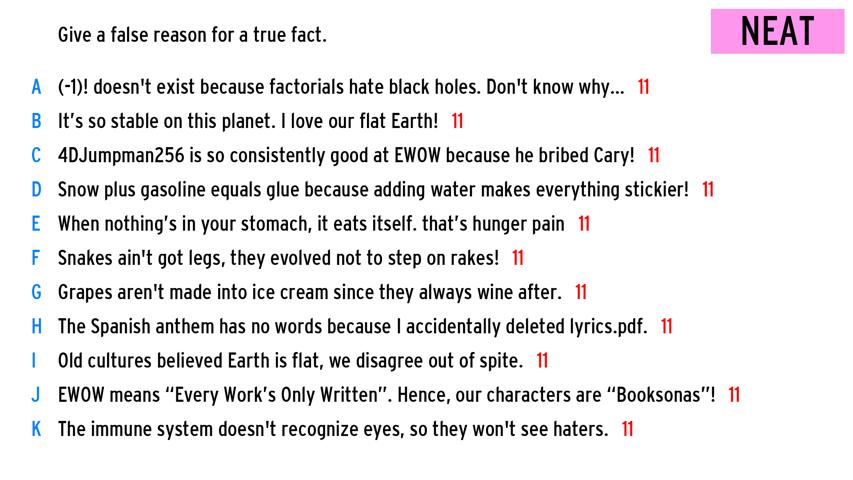 Give a false reason for a true fact.
NEAT
A (-1)! doesn't exist because factorials hate black holes. Don't know why... 11
B It's so stable on this planet. I love our flat Earth! 11
C 4DJumpman256 is so consistently good at EWOW because he bribed Cary! 11
D Snow plus gasoline equals glue because adding water makes everything stickier! 11
E When nothing's in your stomach, it eats itself. that's hunger pain 11
F Snakes ain't got legs, they evolved not to step on rakes! 11
G Grapes aren't made into ice cream since they always wine after. 11
H The Spanish anthem has no words because I accidentally deleted lyrics.pdf. 11
I Old cultures believed Earth is flat, we disagree out of spite. 11
J EWOW means “Every Work's Only Written”. Hence, our characters are “Booksonas”! 11
K The immune system doesn't recognize eyes, so they won't see haters. 11